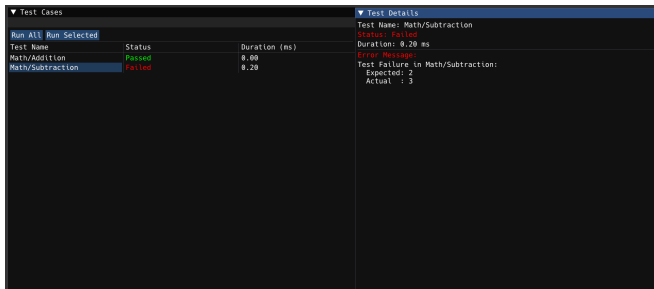 ▼ Test Cases
Run All Run Selected
Test Name Status Duration (ms)
Math/Addition Passed 0.00
Math/Subtraction Failed 0.20
▼ Test Details
Test Name: Math/Subtraction
Status: Failed
Duration: 0.20 ms
Error Message:
Test Failure in Math/Subtraction:
Expected: 2
Actual  : 3